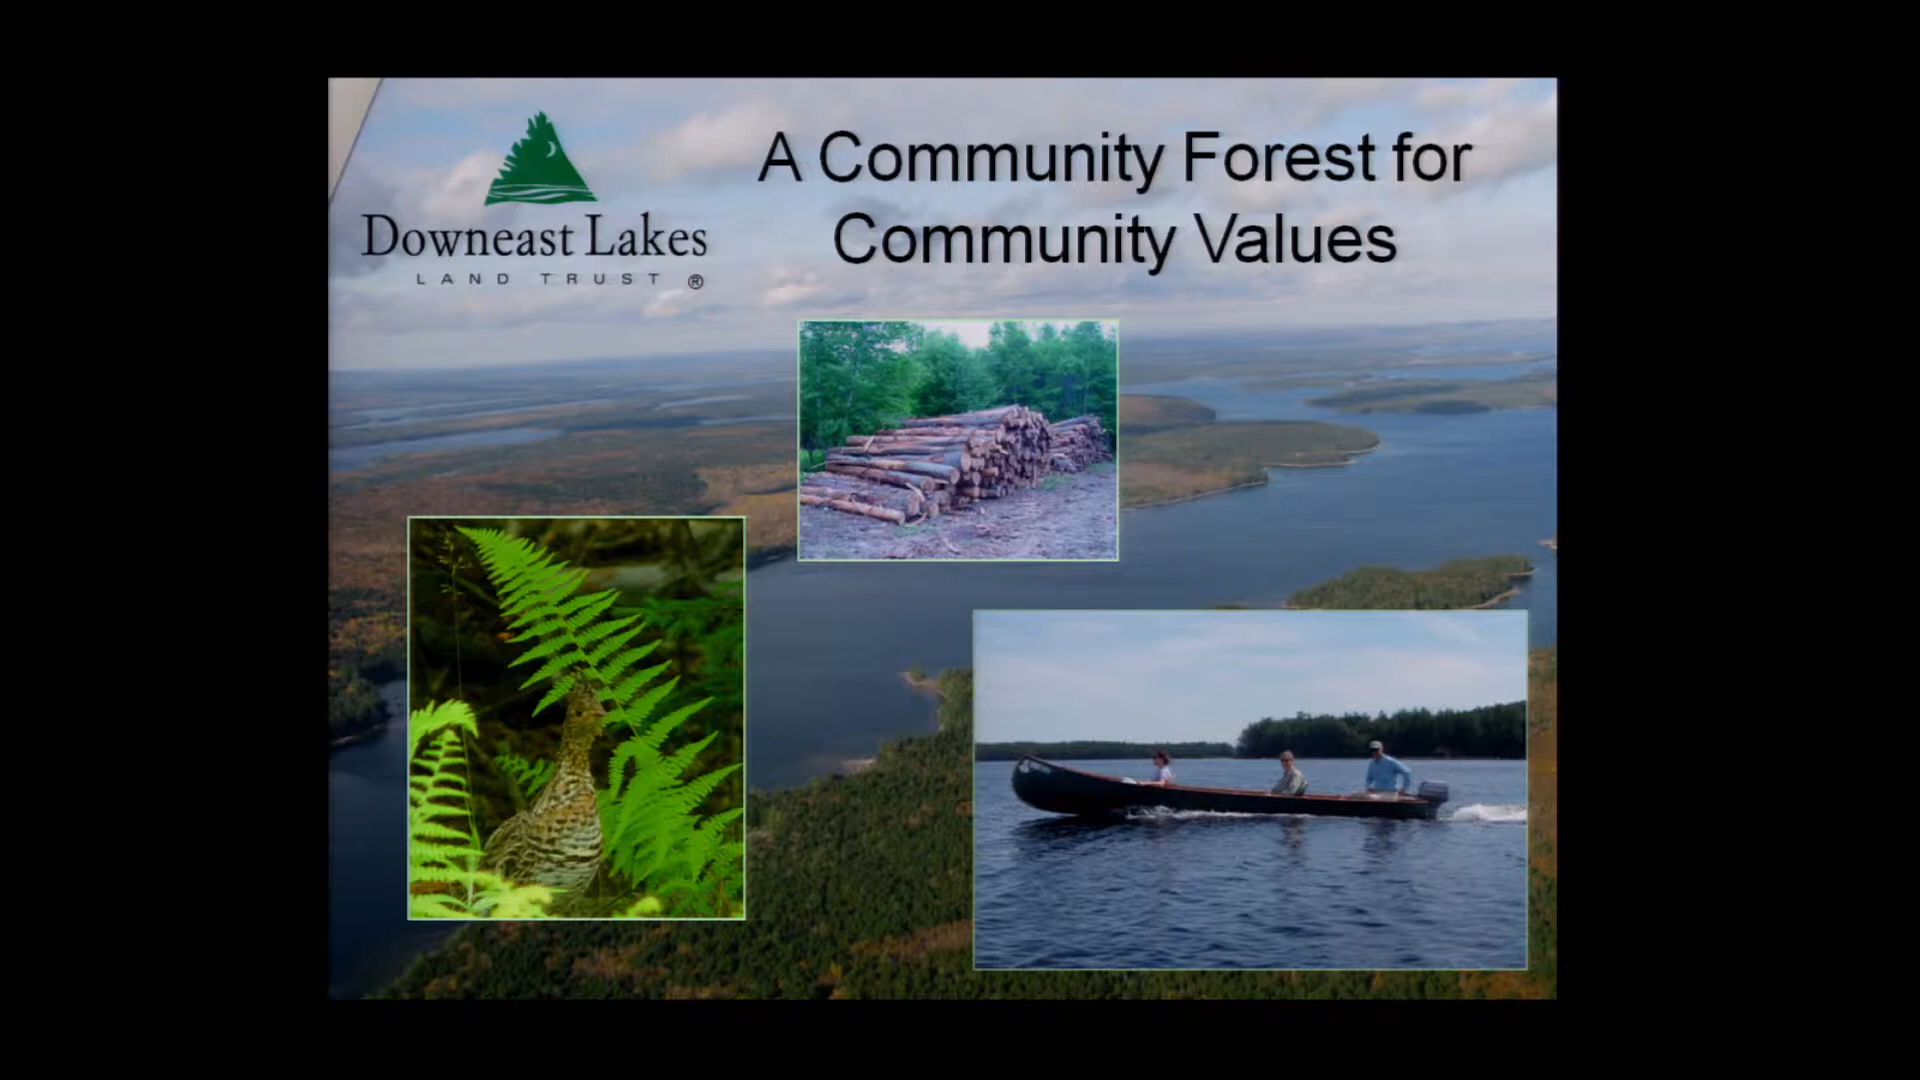 Downeast Lakes
LAND TRUST ®
A Community Forest for
Community Values